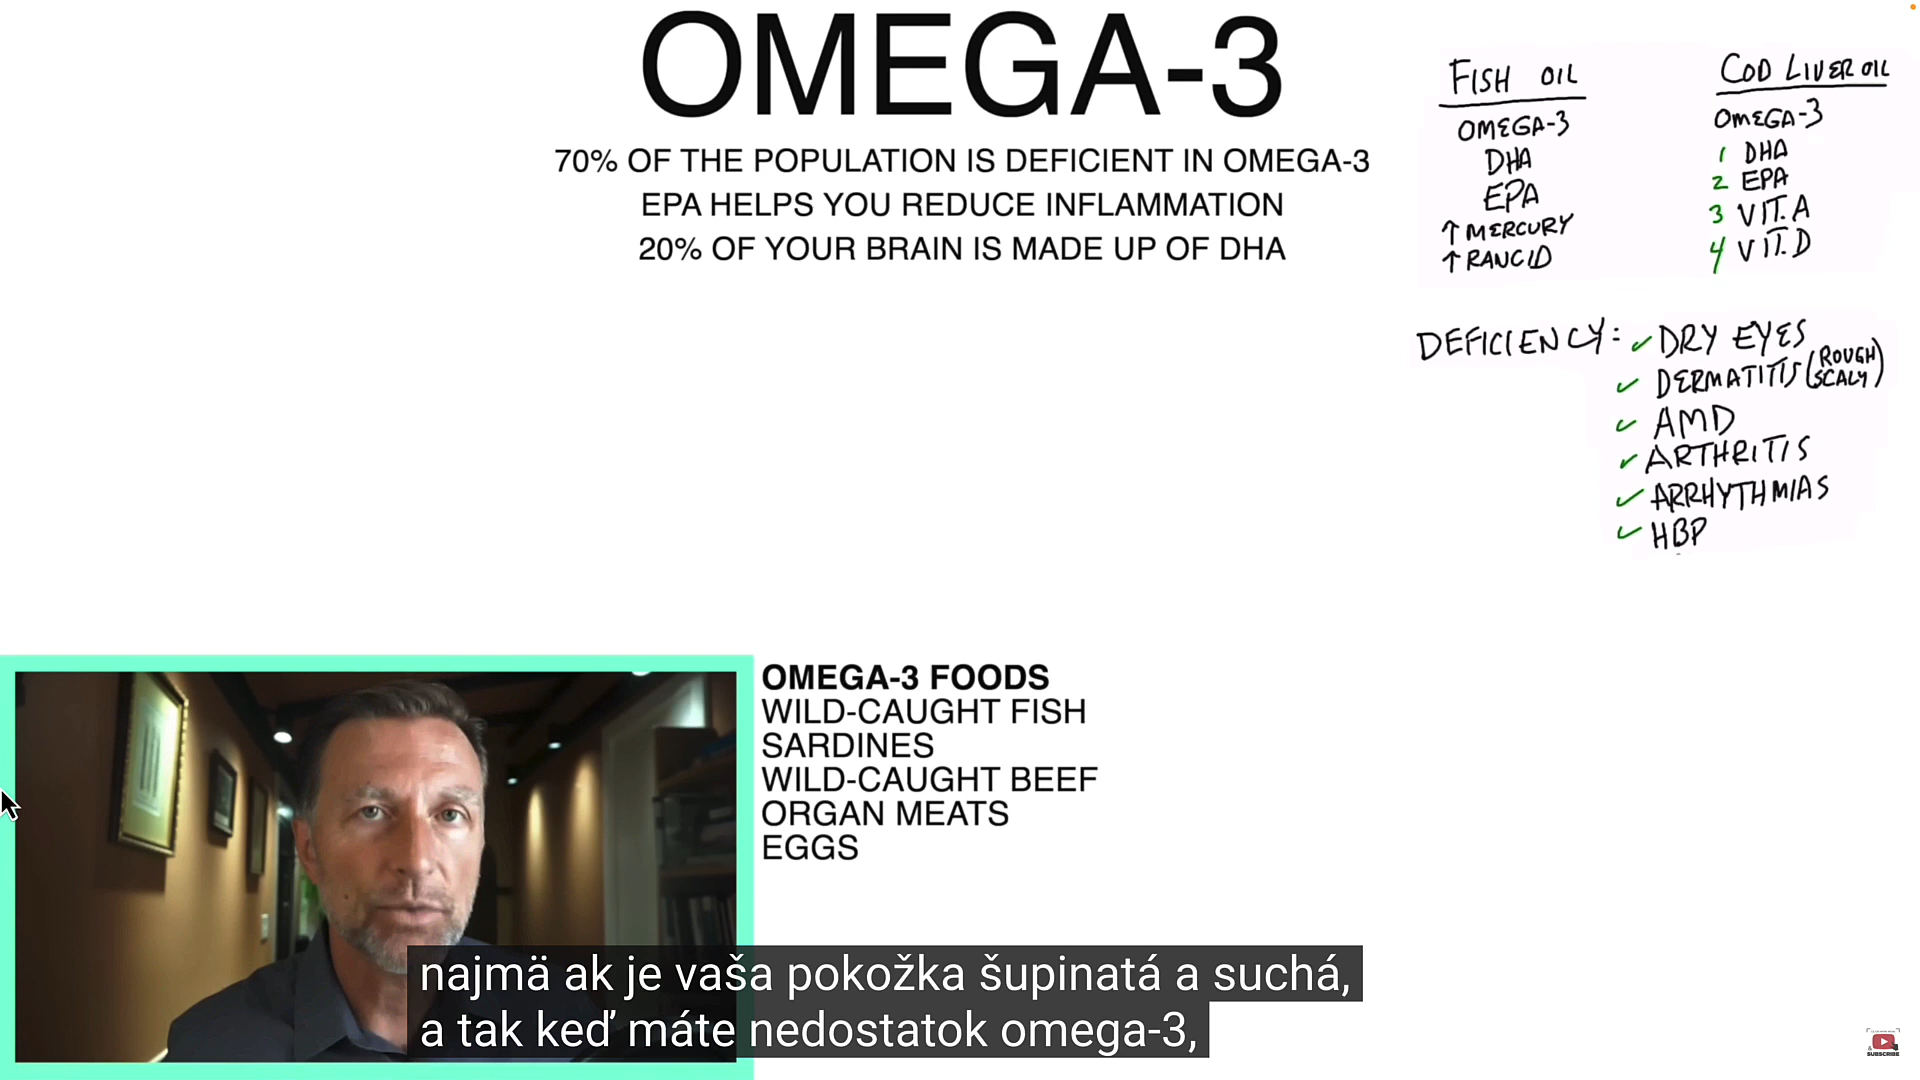 OMEGA-3
70% OF THE POPULATION IS DEFICIENT IN OMEGA-3
EPA HELPS YOU REDUCE INFLAMMATION
20% OF YOUR BRAIN IS MADE UP OF DHA
FISH OIL
OMEGA-3
DHA
EPA
↑ MERCURY
↑ RANCID
COD LIVER OIL
OMEGA-3
1 DHA
2 EPA
3 VIT. A
4 VIT. D
DEFICIENCY: ✓ DRY EYES
✓ DERMATITIS (ROUGH SCALY)
✓ AMD
✓ ARTHRITIS
✓ ARRHYTHMIAS
✓ HBP
OMEGA-3 FOODS
WILD-CAUGHT FISH
SARDINES
WILD-CAUGHT BEEF
ORGAN MEATS
EGGS
najmä ak je vaša pokožka šupinatá a suchá,
a tak keď máte nedostatok omega-3,
SUBSCRIBE